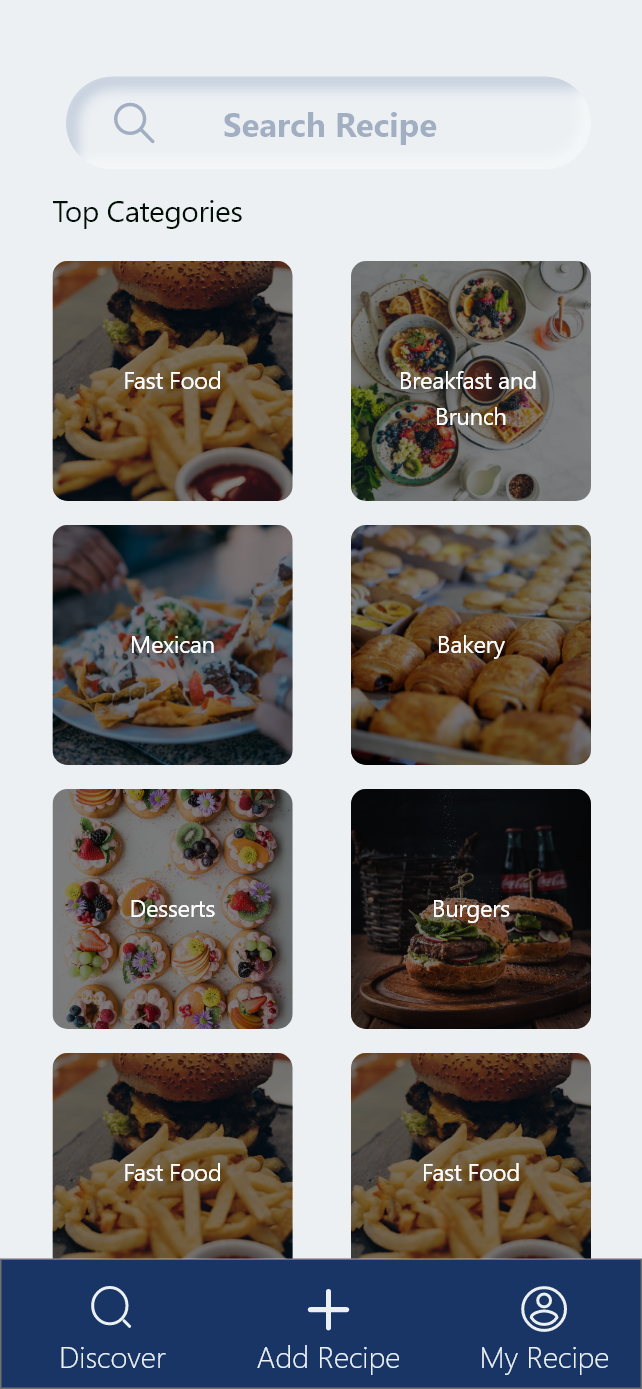 Search Recipe
Top Categories
Fast Food
Breakfast and
Brunch
Mexican
Bakery
Desserts
Burgers
Fast Food
Fast Food
Discover
Add Recipe
My Recipe